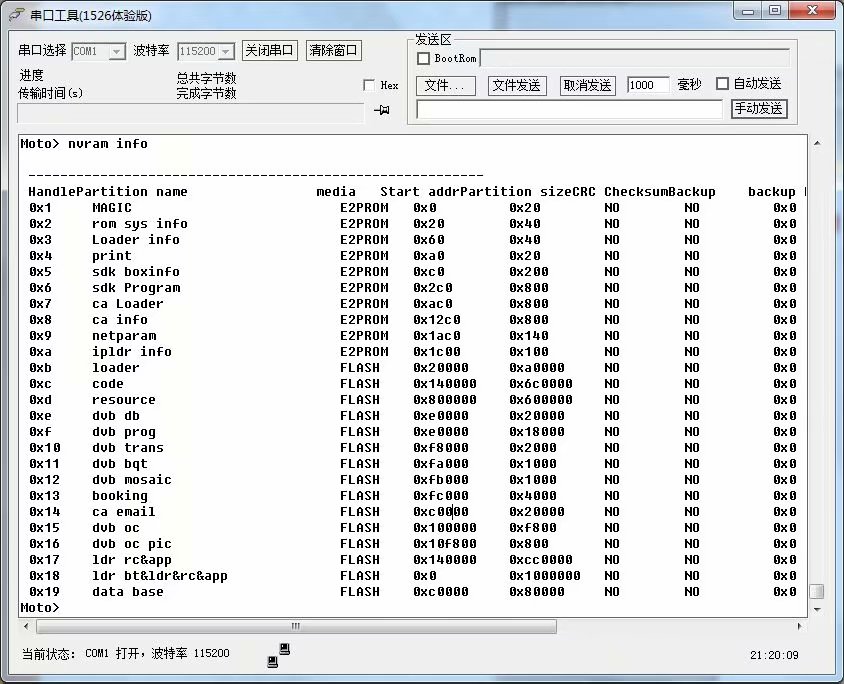 串口工具(1526体验版)
串口选择 COM1 波特率 115200 关闭串口 清除窗口
进度 总共字节数
传输时间(s) 完成字节数
Hex
发送区
BootRom
文件... 文件发送 取消发送 1000 毫秒 自动发送
手动发送
Moto> nvram info
---------------------------------------------------------
HandlePartition name media Start addrPartition sizeCRC ChecksumBackup backup
0x1 MAGIC E2PROM 0x0 0x20 NO NO 0x0
0x2 rom sys info E2PROM 0x20 0x40 NO NO 0x0
0x3 Loader info E2PROM 0x60 0x40 NO NO 0x0
0x4 print E2PROM 0xa0 0x20 NO NO 0x0
0x5 sdk boxinfo E2PROM 0xc0 0x200 NO NO 0x0
0x6 sdk Program E2PROM 0x2c0 0x800 NO NO 0x0
0x7 ca Loader E2PROM 0xac0 0x800 NO NO 0x0
0x8 ca info E2PROM 0x12c0 0x800 NO NO 0x0
0x9 netparam E2PROM 0x1ac0 0x140 NO NO 0x0
0xa ipldr info E2PROM 0x1c00 0x100 NO NO 0x0
0xb loader FLASH 0x20000 0xa0000 NO NO 0x0
0xc code FLASH 0x140000 0x6c0000 NO NO 0x0
0xd resource FLASH 0x800000 0x600000 NO NO 0x0
0xe dvb db FLASH 0xe0000 0x20000 NO NO 0x0
0xf dvb prog FLASH 0xe0000 0x18000 NO NO 0x0
0x10 dvb trans FLASH 0xf8000 0x2000 NO NO 0x0
0x11 dvb bqt FLASH 0xfa000 0x1000 NO NO 0x0
0x12 dvb mosaic FLASH 0xfb000 0x1000 NO NO 0x0
0x13 booking FLASH 0xfc000 0x4000 NO NO 0x0
0x14 ca email FLASH 0xc0000 0x20000 NO NO 0x0
0x15 dvb oc FLASH 0x100000 0xf800 NO NO 0x0
0x16 dvb oc pic FLASH 0x10f800 0x800 NO NO 0x0
0x17 ldr rc&app FLASH 0x140000 0xcc0000 NO NO 0x0
0x18 ldr bt&ldr&rc&app FLASH 0x0 0x1000000 NO NO 0x0
0x19 data base FLASH 0xc0000 0x80000 NO NO 0x0
Moto>
当前状态: COM1 打开,波特率 115200 21:20:09